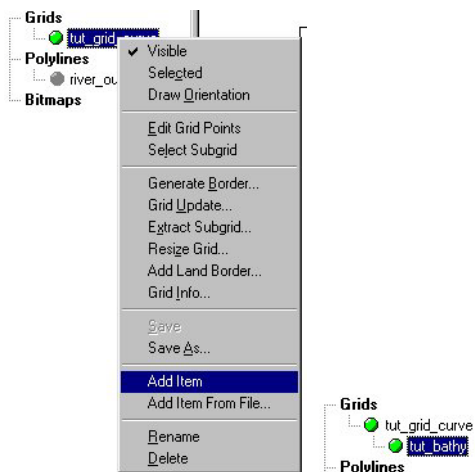 Grids
tut_grid_curve
Polylines
river_ou
Bitmaps
Visible
Selected
Draw Orientation
Edit Grid Points
Select Subgrid
Generate Border...
Grid Update...
Extract Subgrid...
Resize Grid...
Add Land Border...
Grid Info...
Save
Save As...
Add Item
Add Item From File...
Rename
Delete
Grids
tut_grid_curve
tut_bathy
Polylines